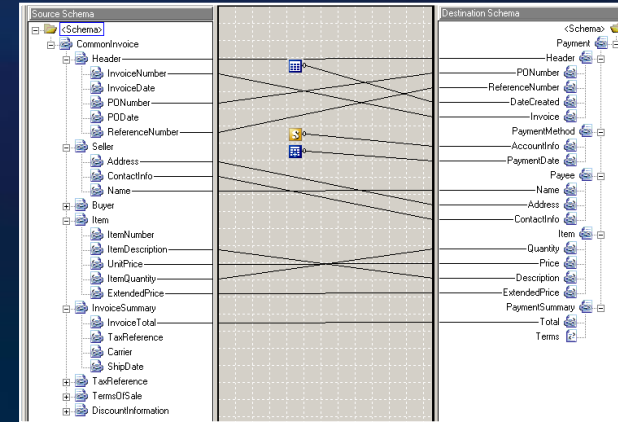 Source Schema
<Schema>
CommonInvoice
Header
InvoiceNumber
InvoiceDate
PONumber
PODate
ReferenceNumber
Seller
Address
ContactInfo
Name
Buyer
Item
ItemNumber
ItemDescription
UnitPrice
ItemQuantity
ExtendedPrice
InvoiceSummary
InvoiceTotal
TaxReference
Carrier
ShipDate
TaxReference
TermsOfSale
DiscountInformation
Destination Schema
<Schema>
Payment
Header
PONumber
ReferenceNumber
DateCreated
Invoice
PaymentMethod
AccountInfo
PaymentDate
Payee
Name
Address
ContactInfo
Item
Quantity
Price
Description
ExtendedPrice
PaymentSummary
Total
Terms